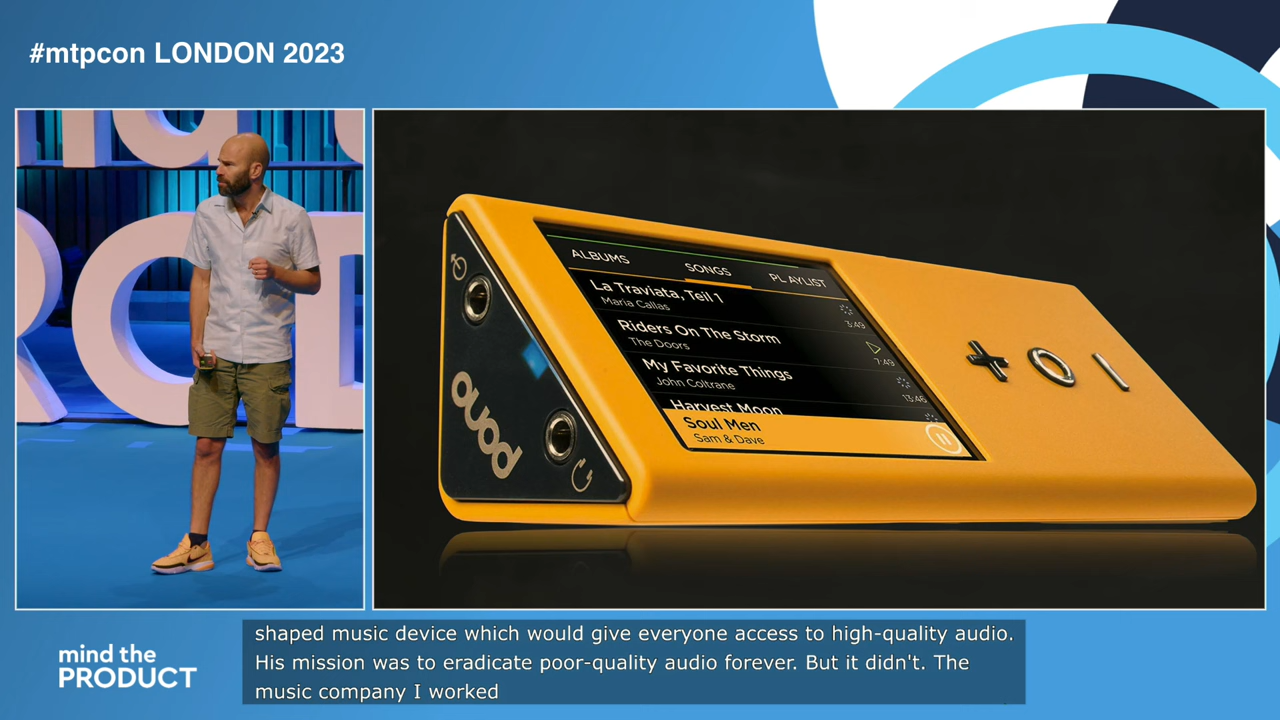 #mtpcon LONDON 2023
ALBUMS SONGS PLAYLIST
La Traviata, Teil 1
Maria Callas
3:49
Riders On The Storm
The Doors
7:49
My Favorite Things
John Coltrane
13:46
Harvest Moon
Soul Men
Sam & Dave
pono
mind the
PRODUCT
shaped music device which would give everyone access to high-quality audio.
His mission was to eradicate poor-quality audio forever. But it didn't. The
music company I worked